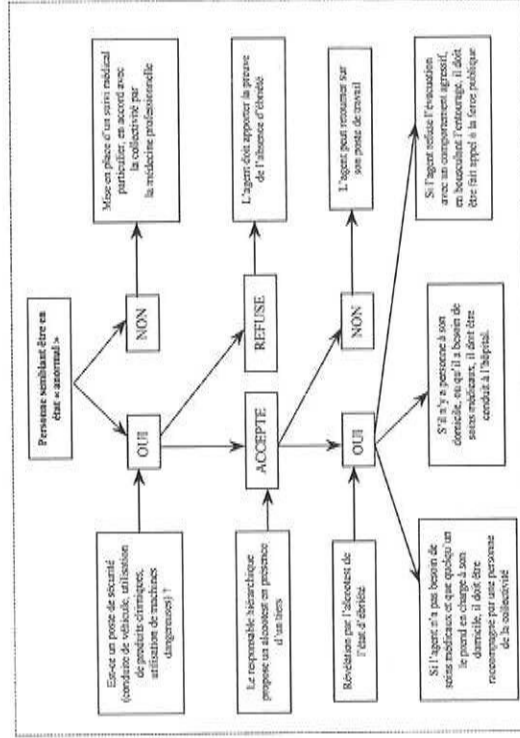 Personne semblant être en
état « anormal »
Est-ce un poste de sécurité
(conduite de véhicule, utilisation
de produits chimiques,
utilisation de machines
dangereuses) ?
OUI
NON
Mise en place d'un suivi médical
particulier, en accord avec
la collectivité par
la médecine professionnelle
Le responsable hiérarchique
propose un alcootest en présence
d'un tiers
ACCEPTE
REFUSE
L'agent doit apporter la preuve
de l'absence d'ébriété
Révélation par l'alcootest de
l'état d'ébriété
OUI
NON
L'agent peut retourner sur
son poste de travail
Si l'agent n'a pas besoin de
soins médicaux et que quelqu'un
le prend en charge à son
domicile, il doit être
raccompagné par une personne
de la collectivité
S'il n'y a personne à son
domicile, ou qu'il a besoin de
soins médicaux, il doit être
conduit à l'hôpital.
Si l'agent refuse l'évacuation
avec un comportement agressif,
en bousculant l'entourage, il doit
être fait appel à la force publique